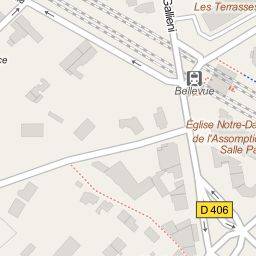 Les Terrasses
Gallieni
Bellevue
Église Notre-Da
de l'Assomptio
Salle Pa
D 406